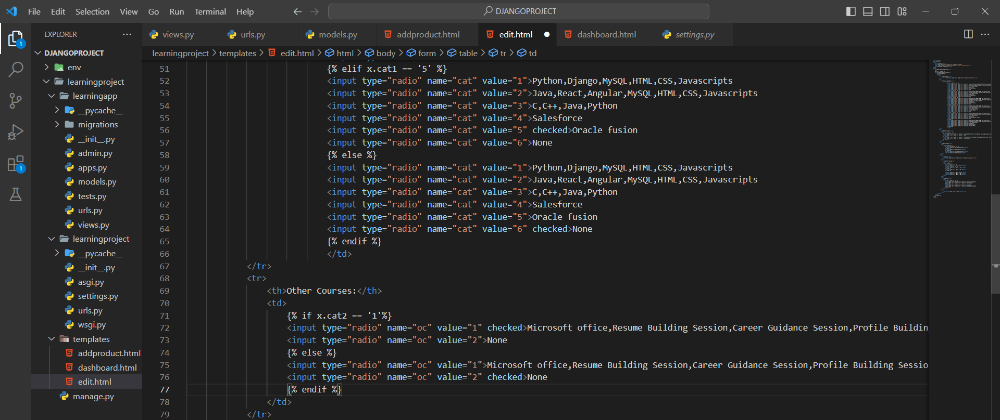 File Edit Selection View Go Run Terminal Help
DJANGOPROJECT
EXPLORER
DJANGOPROJECT
env
learningproject
learningapp
__pycache__
migrations
__init__.py
admin.py
apps.py
models.py
tests.py
urls.py
views.py
learningproject
__pycache__
__init__.py
asgi.py
settings.py
urls.py
wsgi.py
templates
addproduct.html
dashboard.html
edit.html
manage.py
1
1
views.py urls.py models.py addproduct.html edit.html dashboard.html settings.py
learningproject > templates > edit.html > html > body > form > table > tr > td
51 {% elif x.cat1 == '5' %}
52 <input type="radio" name="cat" value="1">Python,Django,MySQL,HTML,CSS,Javascripts
53 <input type="radio" name="cat" value="2">Java,React,Angular,MySQL,HTML,CSS,Javascripts
54 <input type="radio" name="cat" value="3">C,C++,Java,Python
55 <input type="radio" name="cat" value="4">Salesforce
56 <input type="radio" name="cat" value="5" checked>Oracle fusion
57 <input type="radio" name="cat" value="6">None
58 {% else %}
59 <input type="radio" name="cat" value="1">Python,Django,MySQL,HTML,CSS,Javascripts
60 <input type="radio" name="cat" value="2">Java,React,Angular,MySQL,HTML,CSS,Javascripts
61 <input type="radio" name="cat" value="3">C,C++,Java,Python
62 <input type="radio" name="cat" value="4">Salesforce
63 <input type="radio" name="cat" value="5">Oracle fusion
64 <input type="radio" name="cat" value="6" checked>None
65 {% endif %}
66 </td>
67 </tr>
68 <tr>
69 <th>Other Courses:</th>
70 <td>
71 {% if x.cat2 == '1'%}
72 <input type="radio" name="oc" value="1" checked>Microsoft office,Resume Building Session,Career Guidance Session,Profile Buildin
73 <input type="radio" name="oc" value="2">None
74 {% else %}
75 <input type="radio" name="oc" value="1">Microsoft office,Resume Building Session,Career Guidance Session,Profile Building Sessio
76 <input type="radio" name="oc" value="2" checked>None
77 {% endif %}
78 </td>
79 </tr>